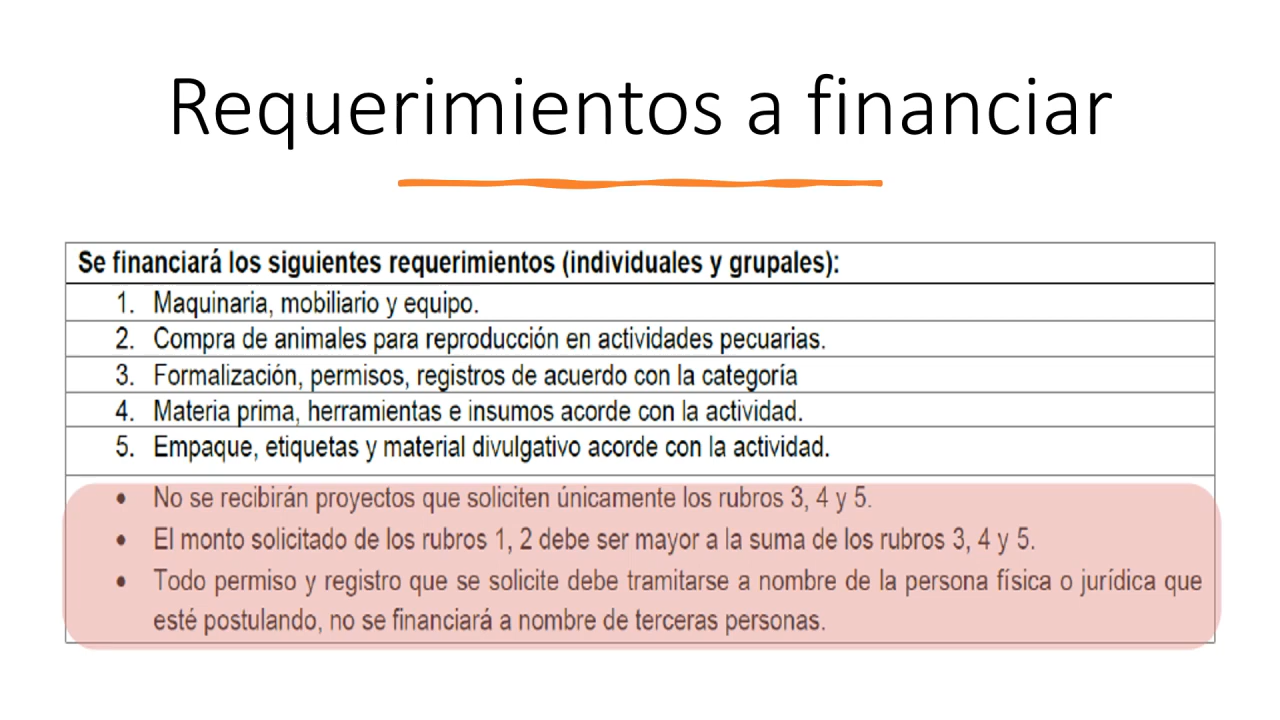 Requerimientos a financiar
Se financiará los siguientes requerimientos (individuales y grupales):
1. Maquinaria, mobiliario y equipo.
2. Compra de animales para reproducción en actividades pecuarias.
3. Formalización, permisos, registros de acuerdo con la categoría
4. Materia prima, herramientas e insumos acorde con la actividad.
5. Empaque, etiquetas y material divulgativo acorde con la actividad.
• No se recibirán proyectos que soliciten únicamente los rubros 3, 4 y 5.
• El monto solicitado de los rubros 1, 2 debe ser mayor a la suma de los rubros 3, 4 y 5.
• Todo permiso y registro que se solicite debe tramitarse a nombre de la persona física o jurídica que
esté postulando, no se financiará a nombre de terceras personas.